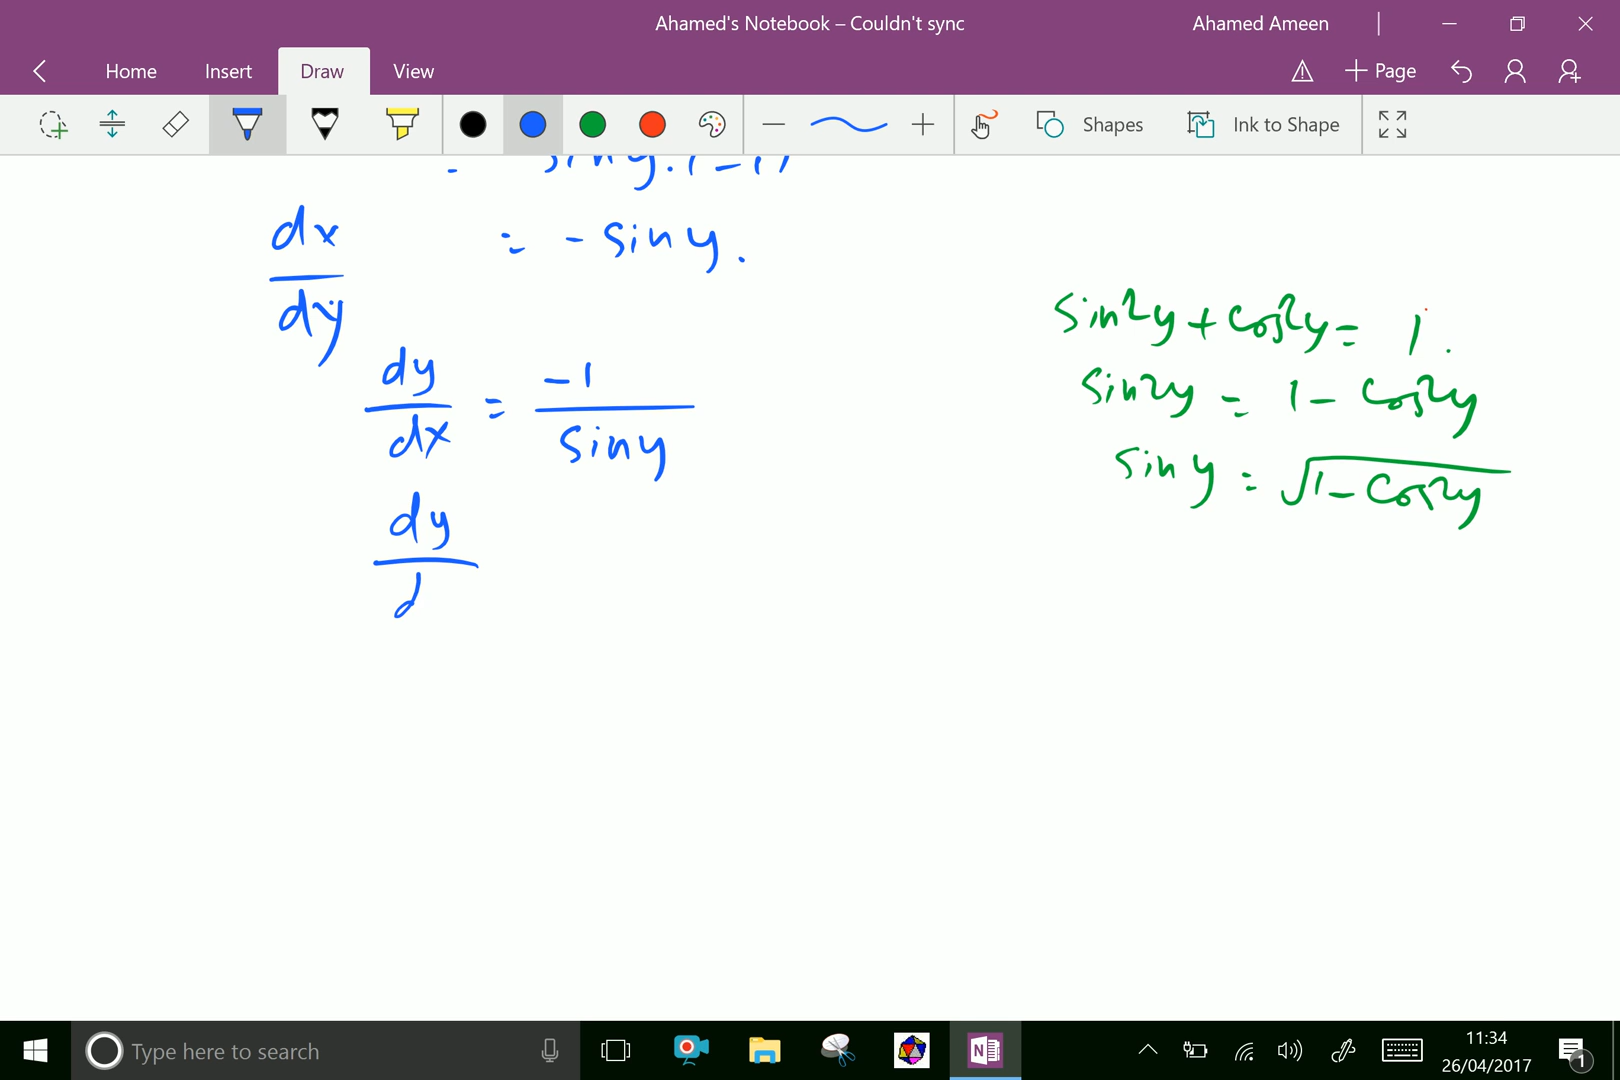 Ahamed's Notebook – Couldn't sync
Ahamed Ameen
Home Insert Draw View
Page
Shapes
Ink to Shape
dx/dy = - sin y.
sin²y + cos²y = 1.
dy/dx = -1/sin y
sin²y = 1 - cos²y
sin y = √1 - cos²y
dy/d
Type here to search
N
11:34
26/04/2017
1